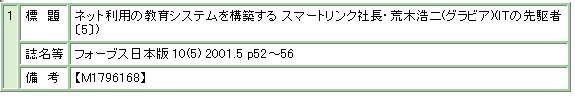 1 標 題 ネット利用の教育システムを構築する スマートリンク社長・荒木浩二(グラビア)(ITの先駆者
〔5〕)
誌名等 フォーブス日本版 10(5) 2001.5 p52～56
備 考 【M1796168】